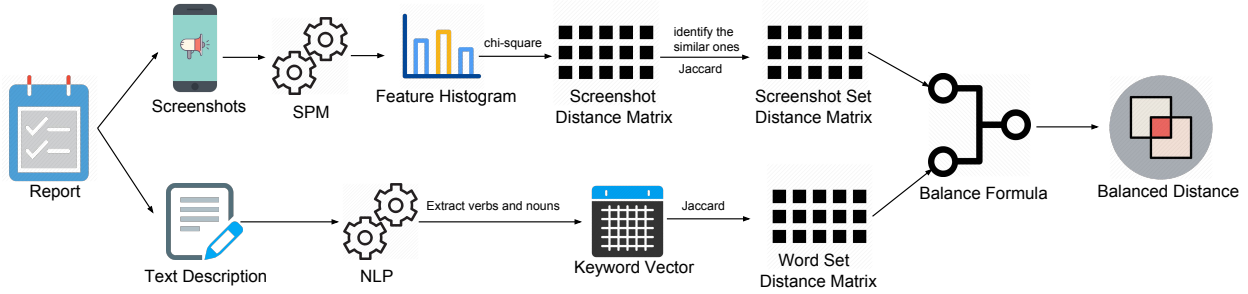 Report
Screenshots
SPM
Feature Histogram
chi-square
Screenshot
Distance Matrix
identify the
similar ones
Jaccard
Screenshot Set
Distance Matrix
Text Description
NLP
Extract verbs and nouns
Keyword Vector
Jaccard
Word Set
Distance Matrix
Balance Formula
Balanced Distance